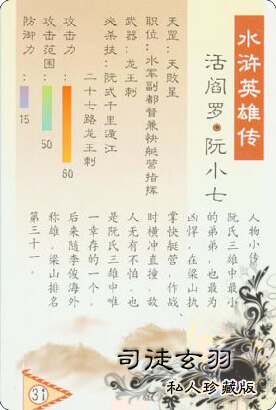 水浒英雄传
活阎罗·阮小七
天罡：天败星
职位：水军副都督兼快艇营指挥
武器：龙王刺
必杀技：阮式千里渡江
二十七路龙王刺
攻击力：
60
攻击范围：
50
防御力：
15
人物小传：
阮氏三雄中最小
的弟弟，也最为
凶悍，在梁山执
掌快艇营，作战
时横冲直撞，敌
人无有不怕，也
是阮氏三雄中唯
一幸存的一个，
后来随李俊海外
称雄，梁山排名
第三十一。
31
司徒玄羽
私人珍藏版